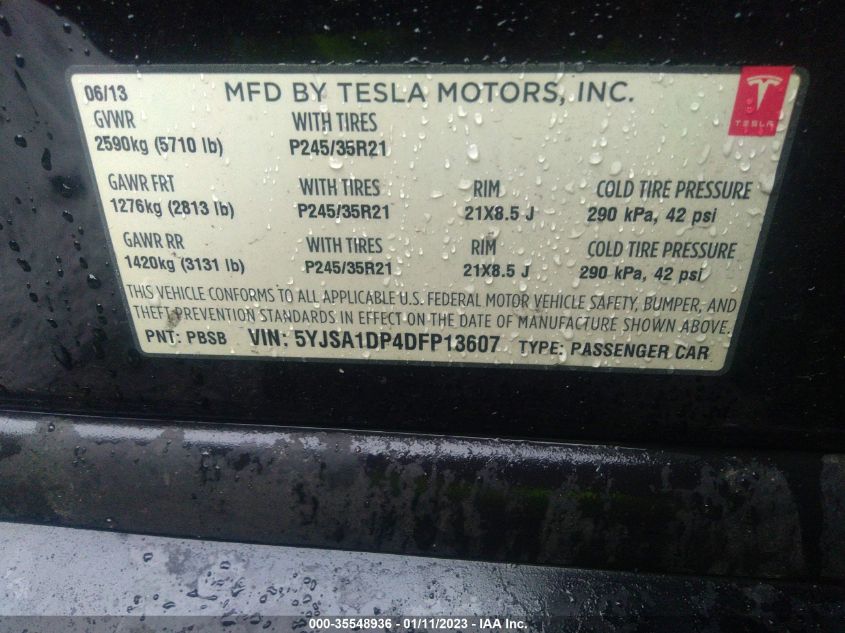 06/13 MFD BY TESLA MOTORS, INC.
TESLA
GVWR WITH TIRES
2590kg (5710 lb) P245/35R21
GAWR FRT WITH TIRES RIM COLD TIRE PRESSURE
1276kg (2813 lb) P245/35R21 21X8.5 J 290 kPa, 42 psi
GAWR RR WITH TIRES RIM COLD TIRE PRESSURE
1420kg (3131 lb) P245/35R21 21X8.5 J 290 kPa, 42 psi
THIS VEHICLE CONFORMS TO ALL APPLICABLE U.S. FEDERAL MOTOR VEHICLE SAFETY, BUMPER, AND
THEFT PREVENTION STANDARDS IN EFFECT ON THE DATE OF MANUFACTURE SHOWN ABOVE.
PNT: PBSB VIN: 5YJSA1DP4DFP13607 TYPE: PASSENGER CAR
000-35548936 - 01/11/2023 - IAA Inc.